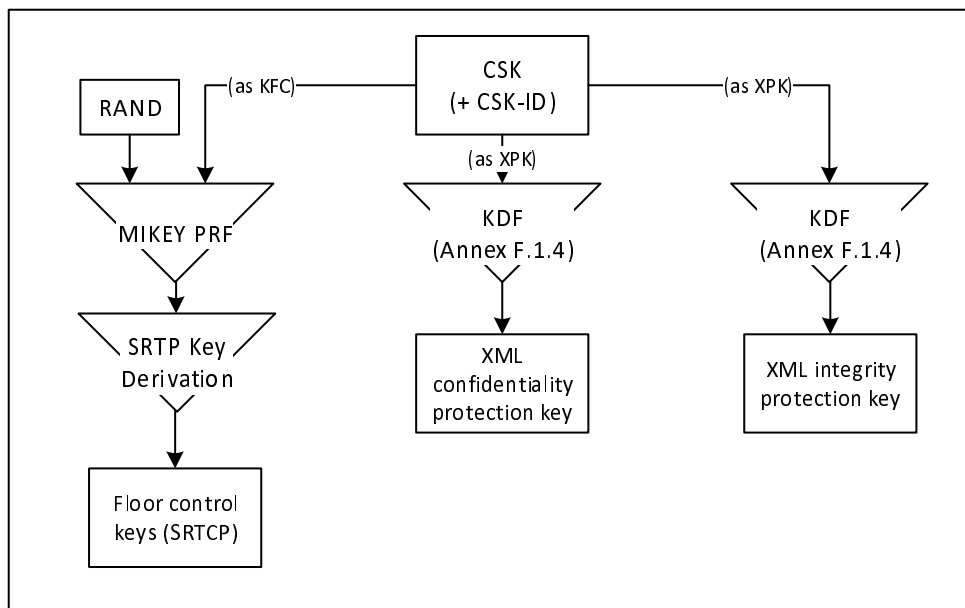 CSK
(+ CSK-ID)
(as KFC)
(as XPK)
RAND
(as XPK)
MIKEY PRF
KDF
(Annex F.1.4)
KDF
(Annex F.1.4)
SRTP Key
Derivation
XML
confidentiality
protection key
XML integrity
protection key
Floor control
keys (SRTCP)